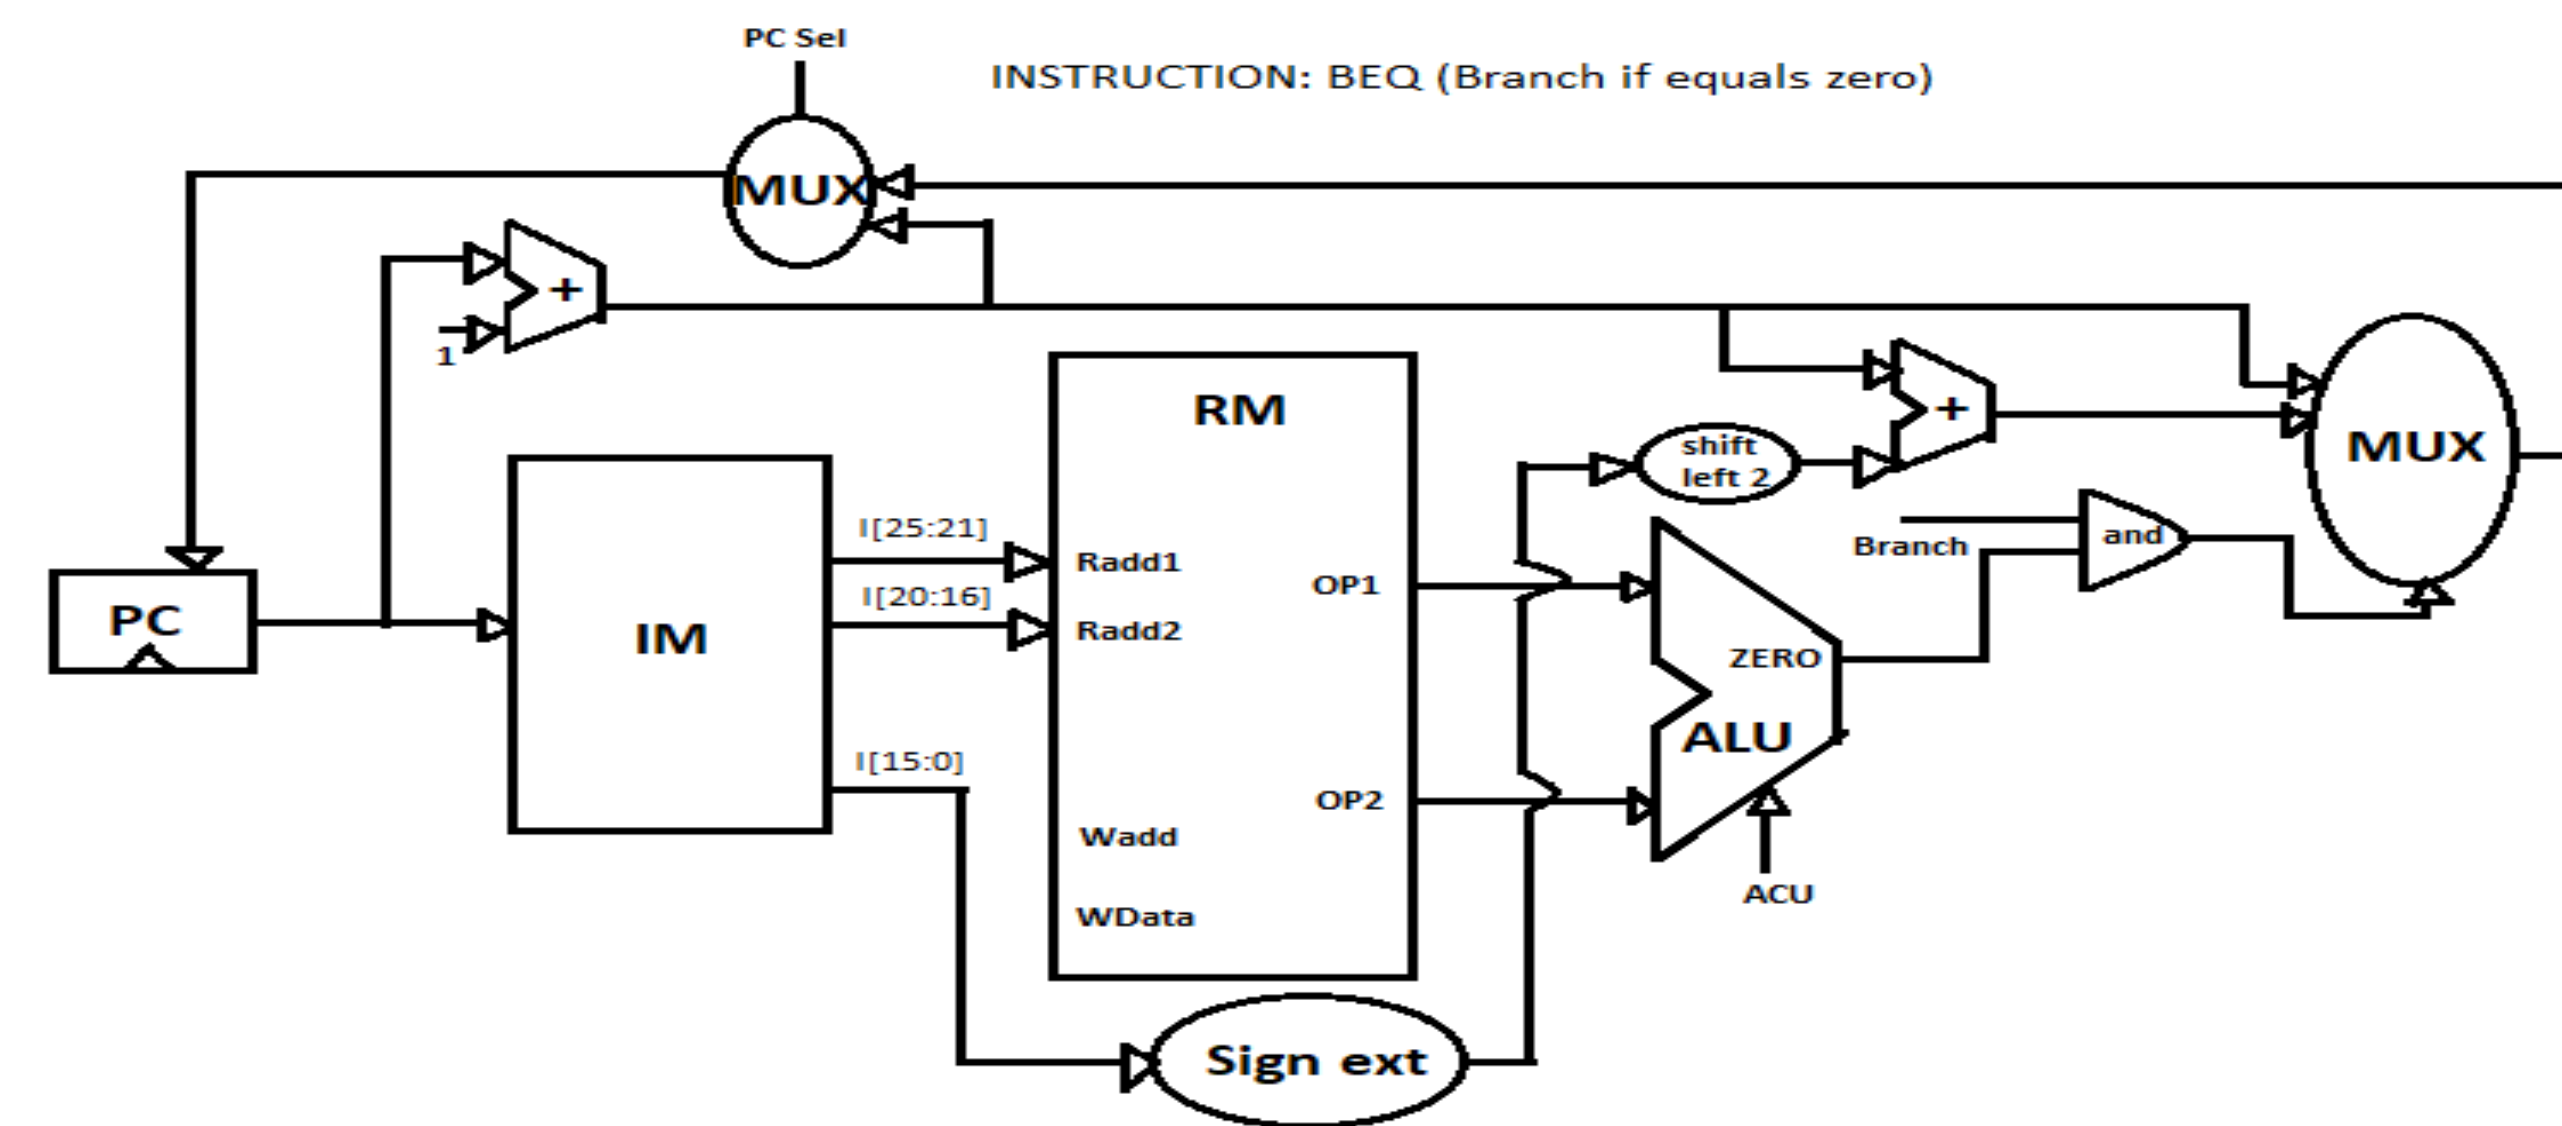 PC Sel
INSTRUCTION: BEQ (Branch if equals zero)
MUX
+
1
RM
+
shift
left 2
MUX
I[25:21]
Radd1
I[20:16]
Radd2
OP1
Branch
and
PC
IM
ZERO
ALU
I[15:0]
OP2
Wadd
ACU
WData
Sign ext